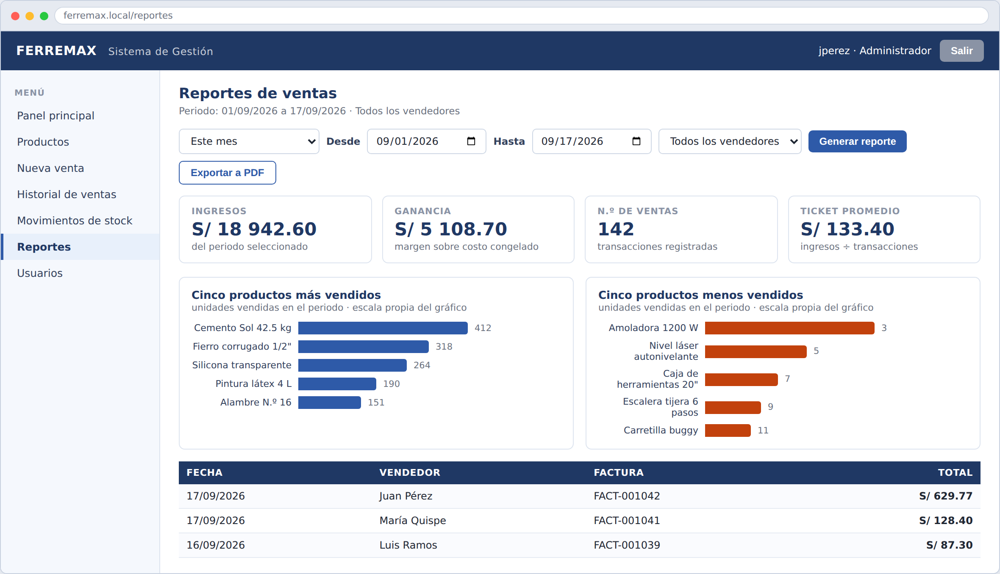 ferremax.local/reportes
FERREMAX Sistema de Gestión
jperez · Administrador Salir
MENÚ
Panel principal
Productos
Nueva venta
Historial de ventas
Movimientos de stock
Reportes
Usuarios
Reportes de ventas
Periodo: 01/09/2026 a 17/09/2026 · Todos los vendedores
Este mes Desde 09/01/2026 Hasta 09/17/2026 Todos los vendedores Generar reporte
Exportar a PDF
INGRESOS
S/ 18 942.60
del periodo seleccionado
GANANCIA
S/ 5 108.70
margen sobre costo congelado
N.º DE VENTAS
142
transacciones registradas
TICKET PROMEDIO
S/ 133.40
ingresos ÷ transacciones
Cinco productos más vendidos
unidades vendidas en el periodo · escala propia del gráfico
Cemento Sol 42.5 kg 412
Fierro corrugado 1/2" 318
Silicona transparente 264
Pintura látex 4 L 190
Alambre N.º 16 151
Cinco productos menos vendidos
unidades vendidas en el periodo · escala propia del gráfico
Amoladora 1200 W 3
Nivel láser
autonivelante 5
Caja de
herramientas 20" 7
Escalera tijera 6
pasos 9
Carretilla buggy 11
FECHA VENDEDOR FACTURA TOTAL
17/09/2026 Juan Pérez FACT-001042 S/ 629.77
17/09/2026 María Quispe FACT-001041 S/ 128.40
16/09/2026 Luis Ramos FACT-001039 S/ 87.30